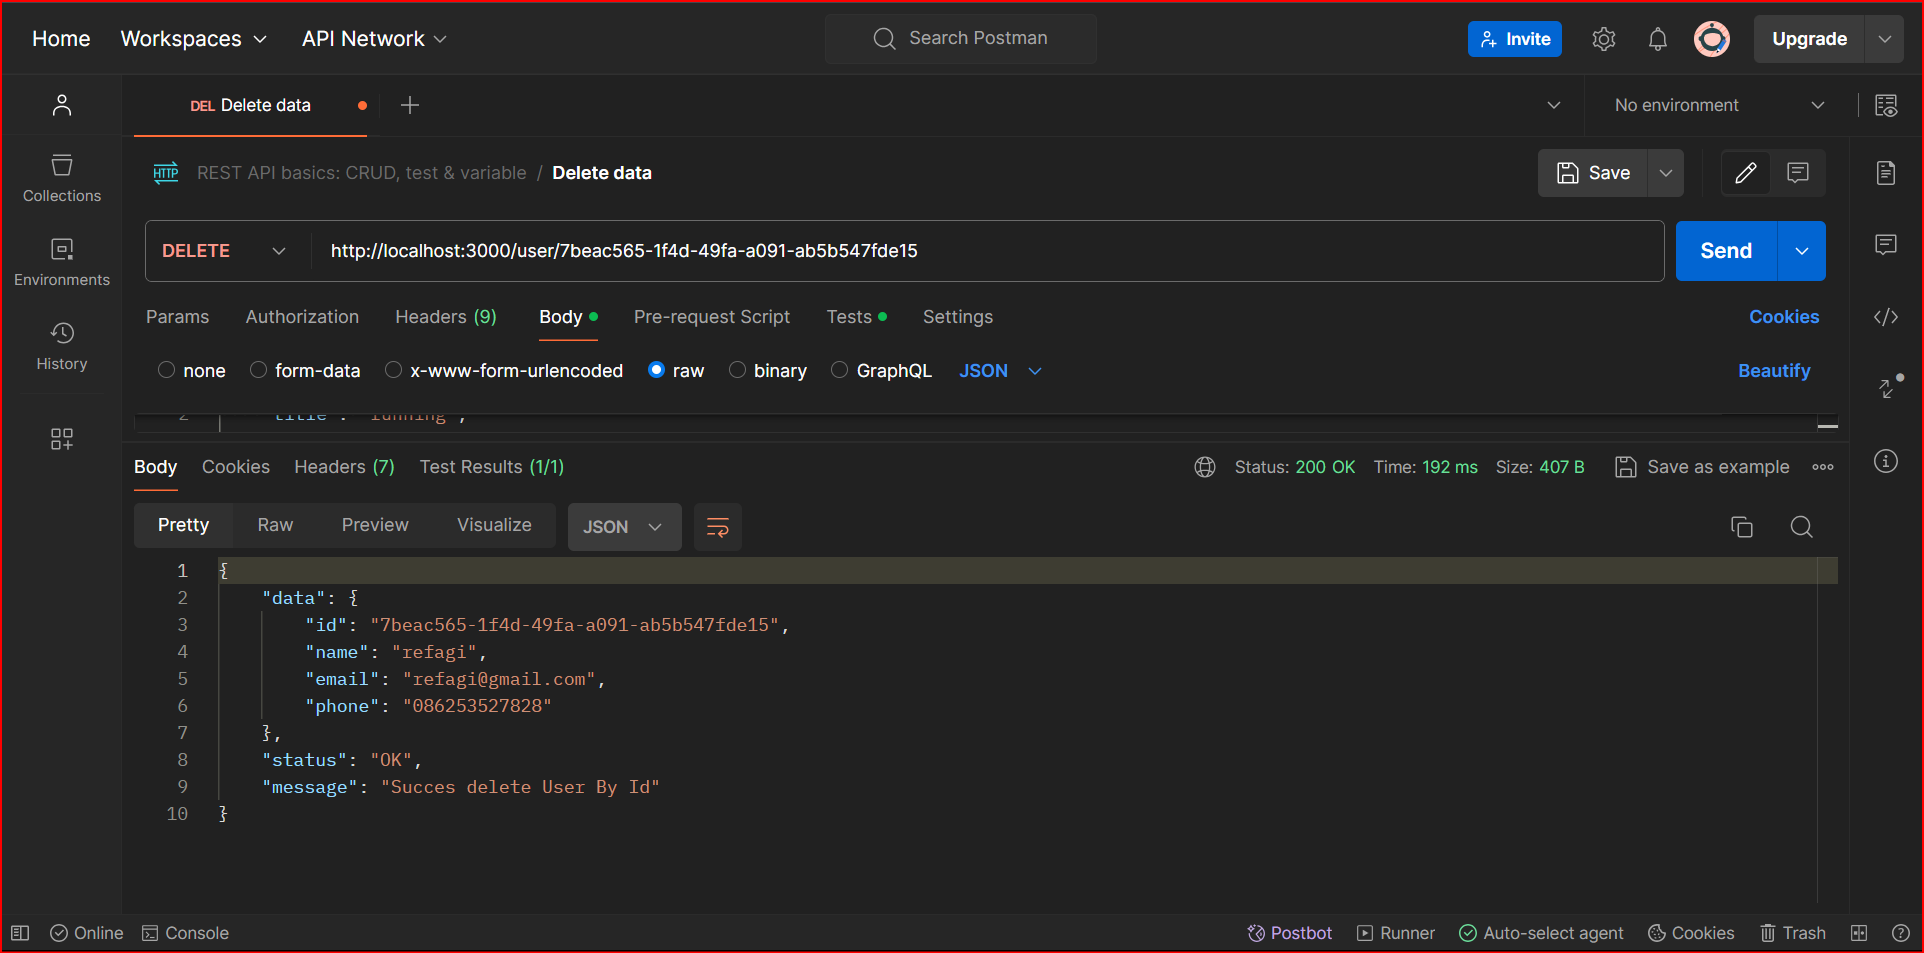 Home Workspaces API Network Search Postman Invite Upgrade
DEL Delete data No environment
HTTP REST API basics: CRUD, test & variable / Delete data Save
Collections
DELETE http://localhost:3000/user/7beac565-1f4d-49fa-a091-ab5b547fde15 Send
Environments
Params Authorization Headers (9) Body Pre-request Script Tests Settings Cookies
History
none form-data x-www-form-urlencoded raw binary GraphQL JSON Beautify
2 "title": "running",
Body Cookies Headers (7) Test Results (1/1) Status: 200 OK Time: 192 ms Size: 407 B Save as example
Pretty Raw Preview Visualize JSON
1 {
2 "data": {
3 "id": "7beac565-1f4d-49fa-a091-ab5b547fde15",
4 "name": "refagi",
5 "email": "refagi@gmail.com",
6 "phone": "086253527828"
7 },
8 "status": "OK",
9 "message": "Succes delete User By Id"
10 }
Online Console Postbot Runner Auto-select agent Cookies Trash